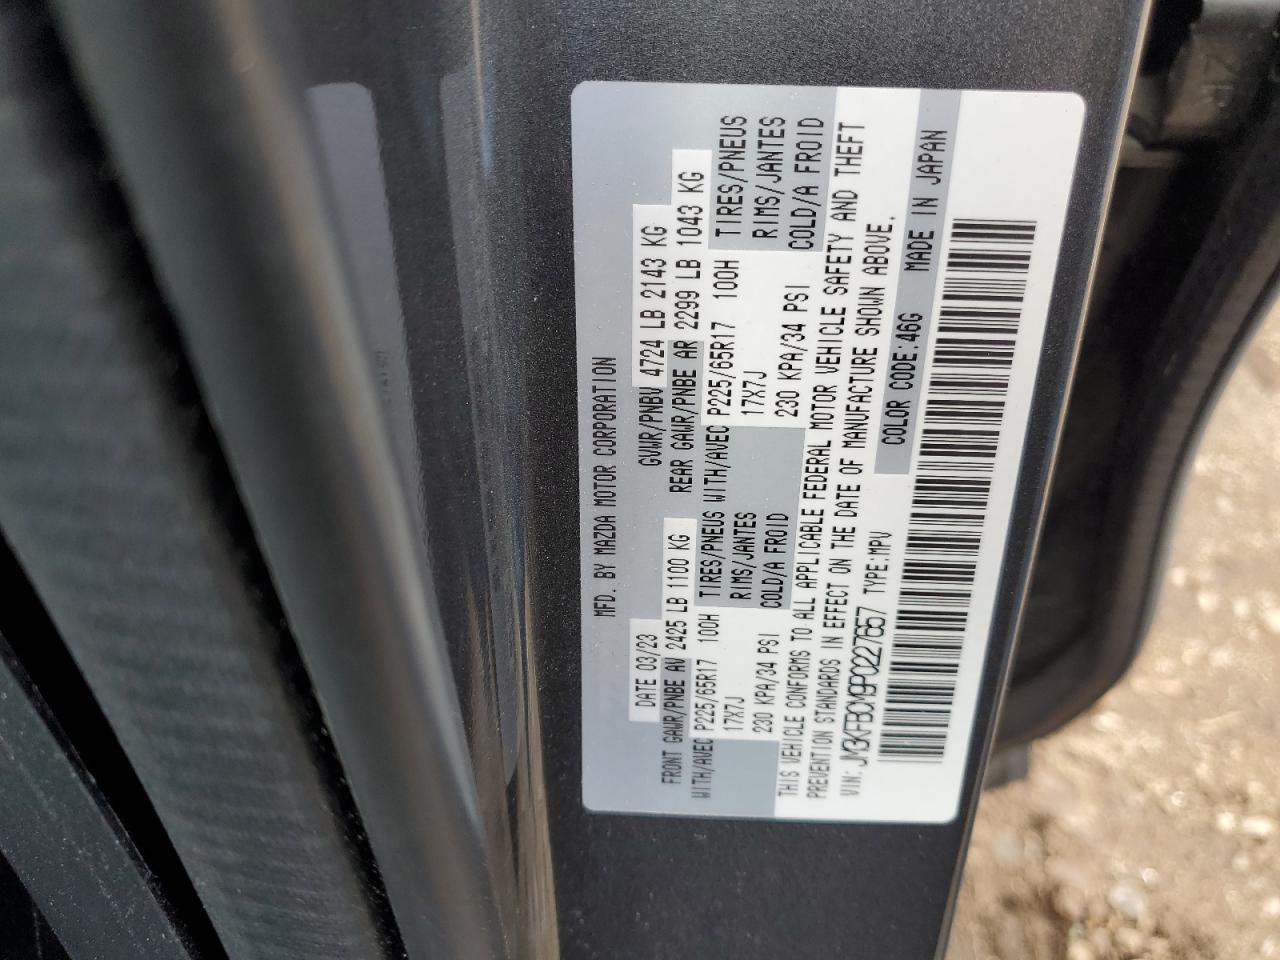 MFD. BY MAZDA MOTOR CORPORATION
DATE 03/23 GVWR/PNBV 4724 LB 2143 KG
FRONT GAWR/PNBE AV 2425 LB 1100 KG REAR GAWR/PNBE AR 2299 LB 1043 KG
WITH/AVEC P225/65R17 100H TIRES/PNEUS WITH/AVEC P225/65R17 100H TIRES/PNEUS
17X7J RIMS/JANTES 17X7J RIMS/JANTES
230 KPA/34 PSI COLD/A FROID 230 KPA/34 PSI COLD/A FROID
THIS VEHICLE CONFORMS TO ALL APPLICABLE FEDERAL MOTOR VEHICLE SAFETY AND THEFT
PREVENTION STANDARDS IN EFFECT ON THE DATE OF MANUFACTURE SHOWN ABOVE.
VIN: JM3KFBCM9P0227657 TYPE:MPV COLOR CODE:46G MADE IN JAPAN